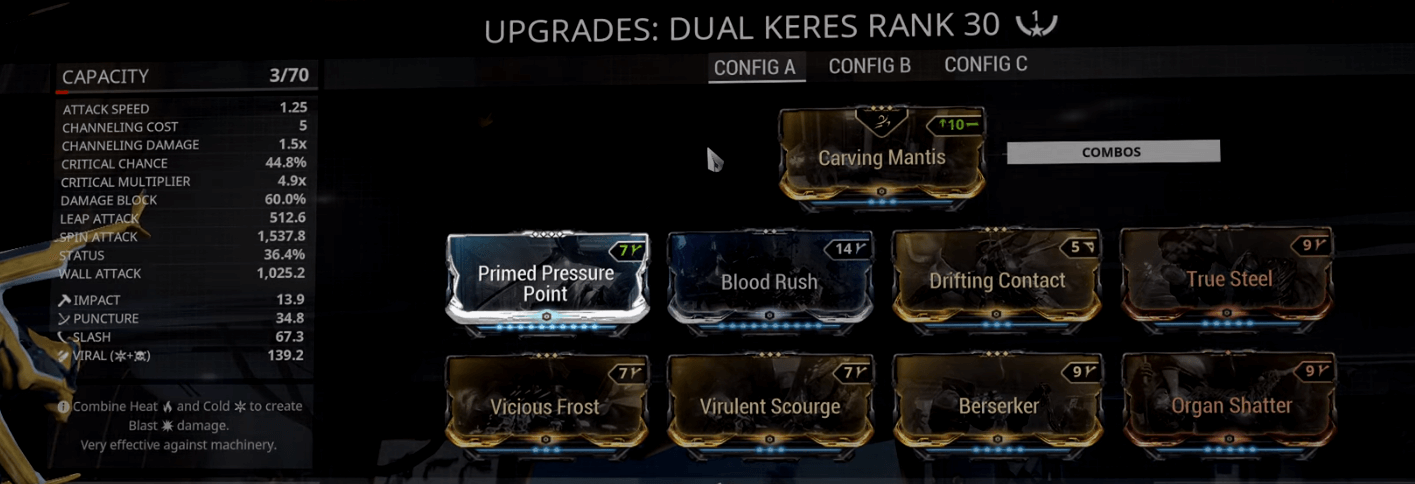 UPGRADES: DUAL KERES RANK 30 1
CONFIG A CONFIG B CONFIG C
CAPACITY 3/70
ATTACK SPEED 1.25
CHANNELING COST 5
CHANNELING DAMAGE 1.5x
CRITICAL CHANCE 44.8%
CRITICAL MULTIPLIER 4.9x
DAMAGE BLOCK 60.0%
LEAP ATTACK 512.6
SPIN ATTACK 1,537.8
STATUS 36.4%
WALL ATTACK 1,025.2
IMPACT 13.9
PUNCTURE 34.8
SLASH 67.3
VIRAL (+) 139.2
Combine Heat and Cold to create
Blast damage.
Very effective against machinery.
10
Carving Mantis
COMBOS
7
Primed Pressure
Point
14
Blood Rush
5
Drifting Contact
9
True Steel
7
Vicious Frost
7
Virulent Scourge
9
Berserker
9
Organ Shatter